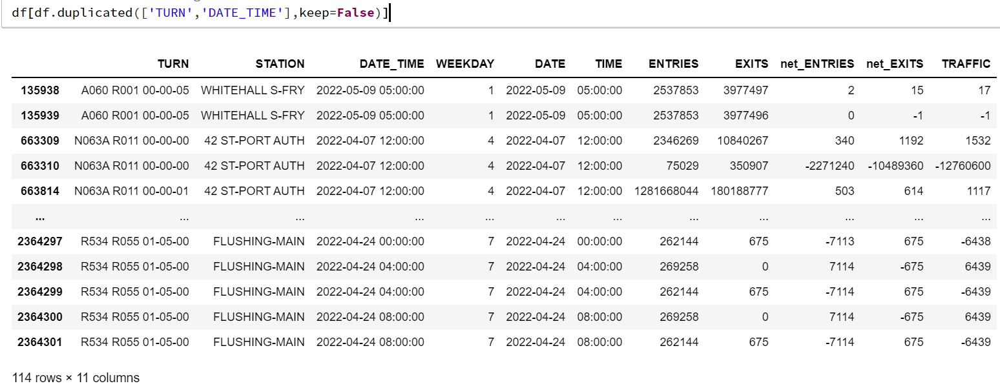 df[df.duplicated(['TURN','DATE_TIME'],keep=False)]
TURN STATION DATE_TIME WEEKDAY DATE TIME ENTRIES EXITS net_ENTRIES net_EXITS TRAFFIC
135938 A060 R001 00-00-05 WHITEHALL S-FRY 2022-05-09 05:00:00 1 2022-05-09 05:00:00 2537853 3977497 2 15 17
135939 A060 R001 00-00-05 WHITEHALL S-FRY 2022-05-09 05:00:00 1 2022-05-09 05:00:00 2537853 3977496 0 -1 -1
663309 N063A R011 00-00-00 42 ST-PORT AUTH 2022-04-07 12:00:00 4 2022-04-07 12:00:00 2346269 10840267 340 1192 1532
663310 N063A R011 00-00-00 42 ST-PORT AUTH 2022-04-07 12:00:00 4 2022-04-07 12:00:00 75029 350907 -2271240 -10489360 -12760600
663814 N063A R011 00-00-01 42 ST-PORT AUTH 2022-04-07 12:00:00 4 2022-04-07 12:00:00 1281668044 180188777 503 614 1117
... ... ... ... ... ... ... ... ... ... ... ...
2364297 R534 R055 01-05-00 FLUSHING-MAIN 2022-04-24 00:00:00 7 2022-04-24 00:00:00 262144 675 -7113 675 -6438
2364298 R534 R055 01-05-00 FLUSHING-MAIN 2022-04-24 04:00:00 7 2022-04-24 04:00:00 269258 0 7114 -675 6439
2364299 R534 R055 01-05-00 FLUSHING-MAIN 2022-04-24 04:00:00 7 2022-04-24 04:00:00 262144 675 -7114 675 -6439
2364300 R534 R055 01-05-00 FLUSHING-MAIN 2022-04-24 08:00:00 7 2022-04-24 08:00:00 269258 0 7114 -675 6439
2364301 R534 R055 01-05-00 FLUSHING-MAIN 2022-04-24 08:00:00 7 2022-04-24 08:00:00 262144 675 -7114 675 -6439
114 rows × 11 columns